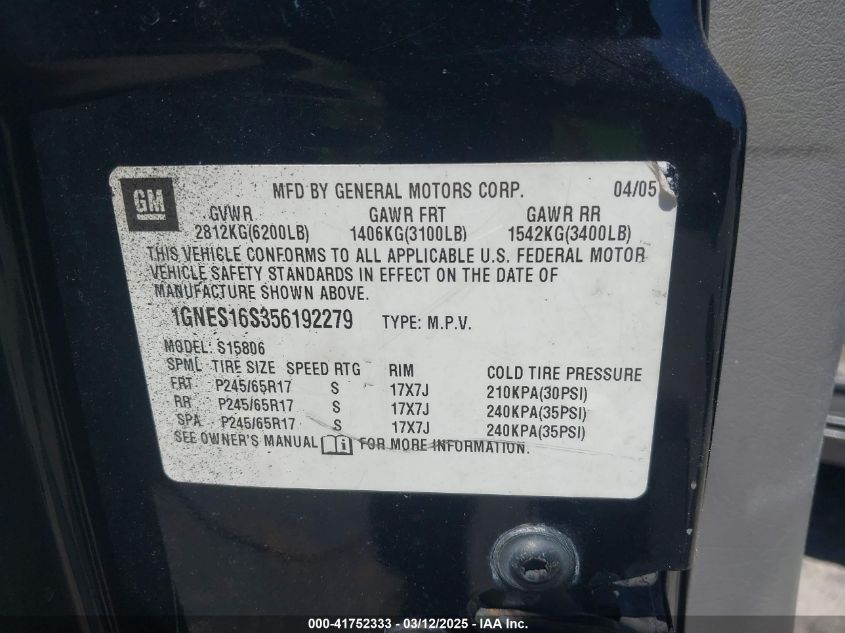 GM
MFD BY GENERAL MOTORS CORP. 04/05
GVWR GAWR FRT GAWR RR
2812KG(6200LB) 1406KG(3100LB) 1542KG(3400LB)
THIS VEHICLE CONFORMS TO ALL APPLICABLE U.S. FEDERAL MOTOR
VEHICLE SAFETY STANDARDS IN EFFECT ON THE DATE OF
MANUFACTURE SHOWN ABOVE.
1GNES16S356192279 TYPE: M.P.V.
MODEL: S15806
SPML TIRE SIZE SPEED RTG RIM COLD TIRE PRESSURE
FRT P245/65R17 S 17X7J 210KPA(30PSI)
RR P245/65R17 S 17X7J 240KPA(35PSI)
SPA P245/65R17 S 17X7J 240KPA(35PSI)
SEE OWNER'S MANUAL i FOR MORE INFORMATION.
000-41752333 - 03/12/2025 - IAA Inc.